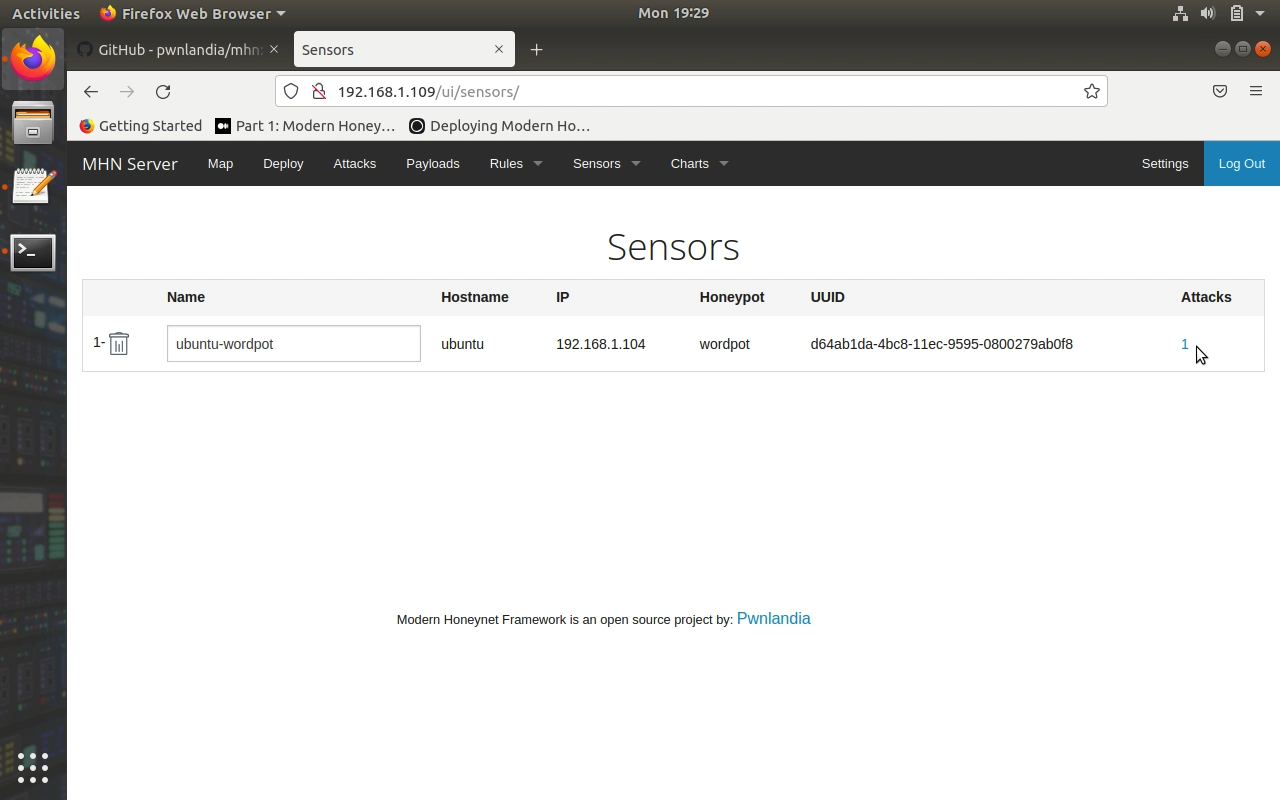 Activities Firefox Web Browser Mon 19:29
GitHub - pwnlandia/mhn: Sensors
192.168.1.109/ui/sensors/
Getting Started Part 1: Modern Honey… Deploying Modern Ho…
MHN Server Map Deploy Attacks Payloads Rules Sensors Charts Settings Log Out
Sensors
Name Hostname IP Honeypot UUID Attacks
1- ubuntu-wordpot ubuntu 192.168.1.104 wordpot d64ab1da-4bc8-11ec-9595-0800279ab0f8 1
Modern Honeynet Framework is an open source project by: Pwnlandia